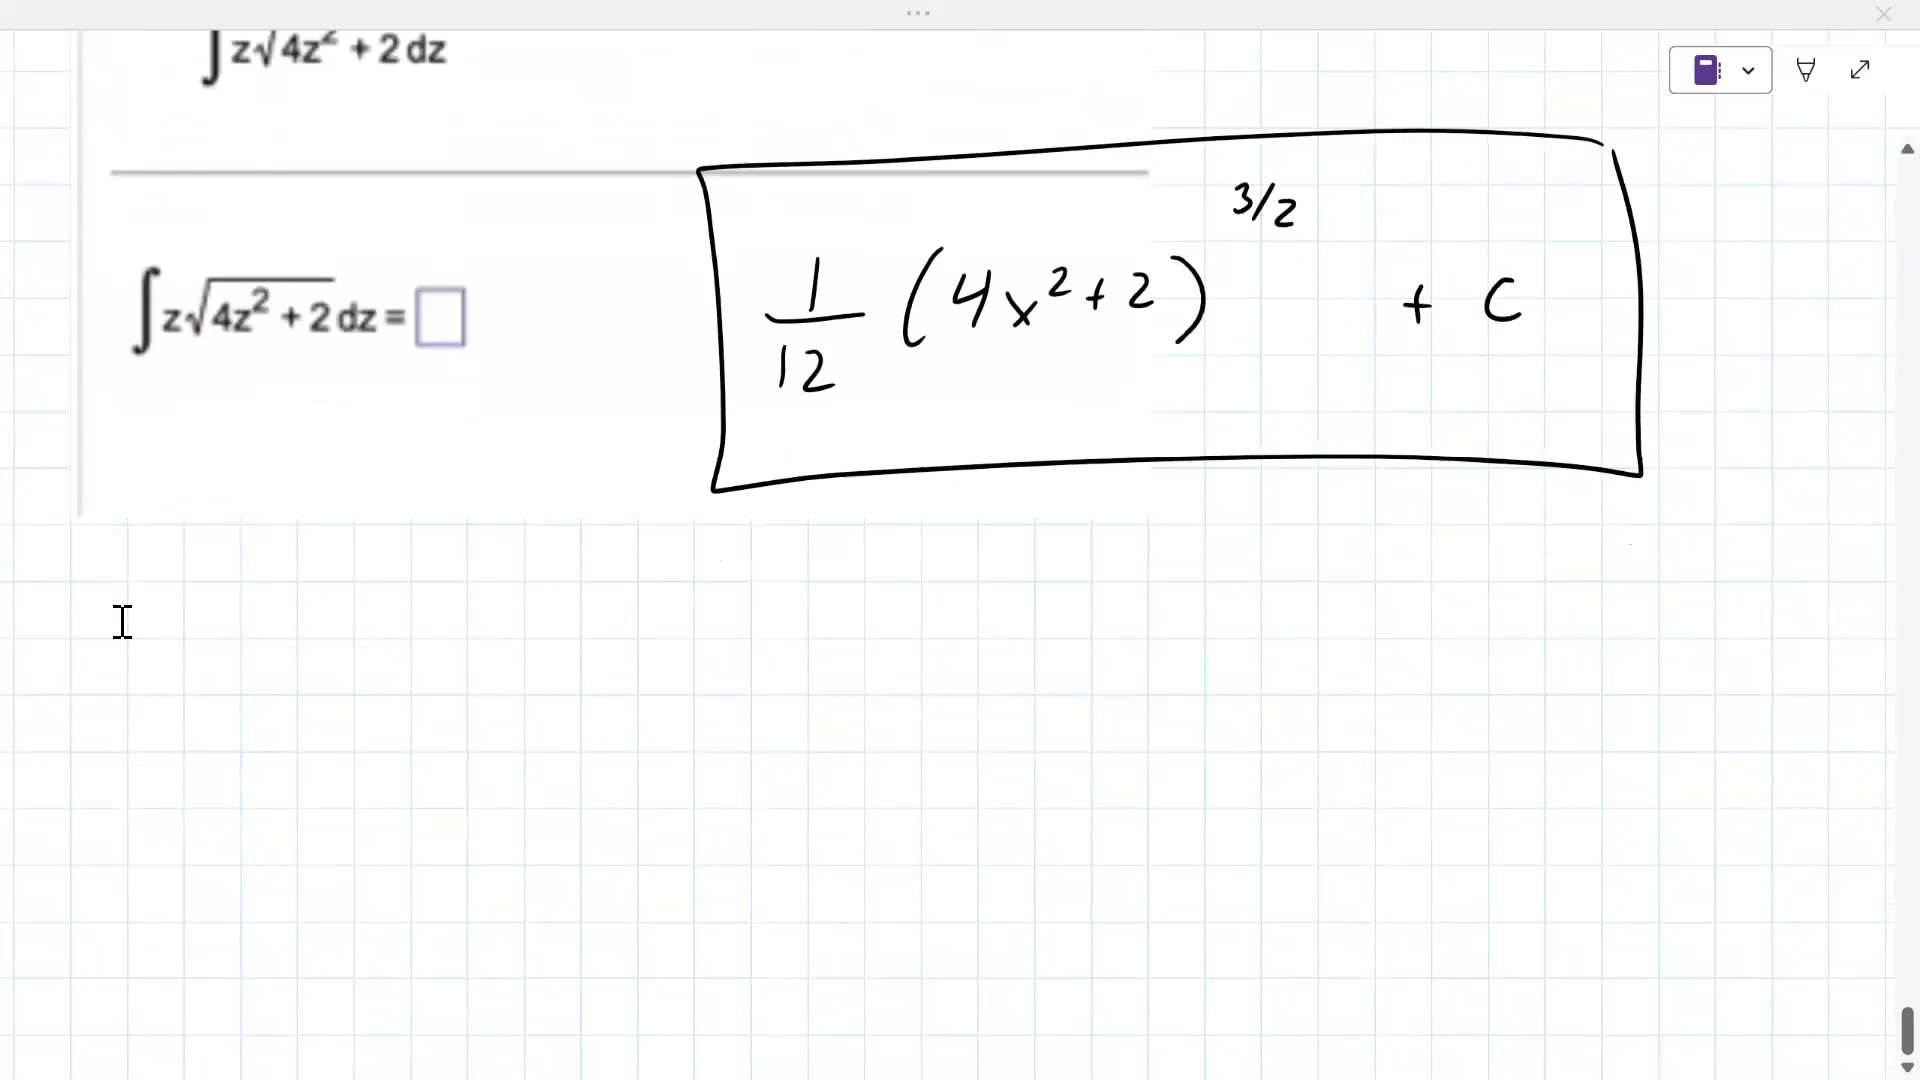 ∫ z√4z² + 2 dz
∫ z√(4z² + 2) dz =
1/12 (4x² + 2)^3/2 + C